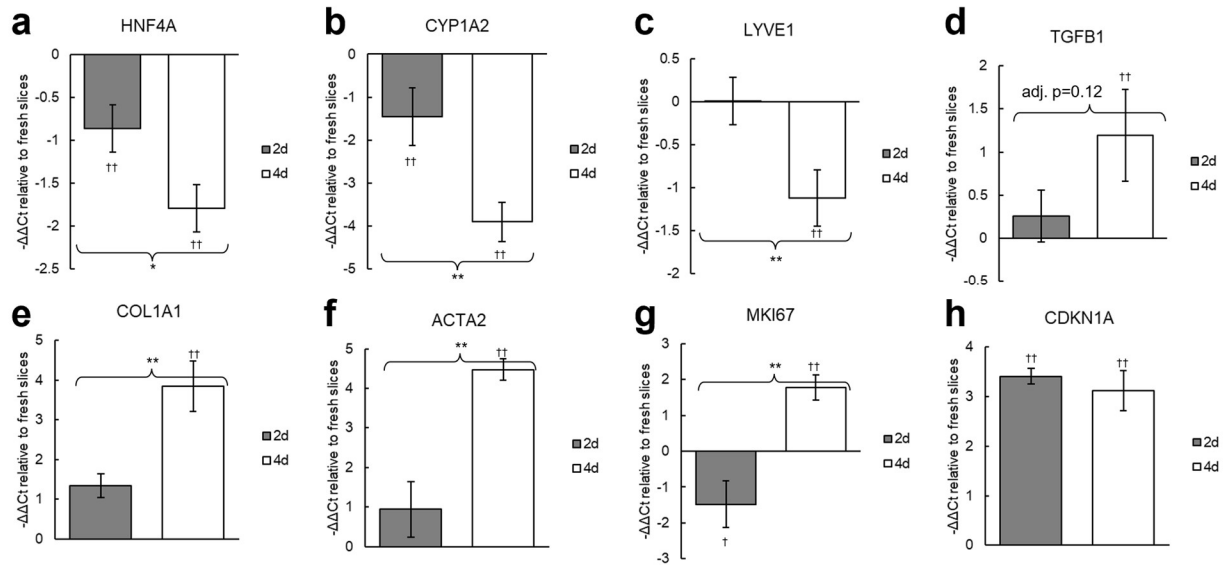 a
HNF4A
-ΔΔCt relative to fresh slices
0
-0.5
-1
-1.5
-2
-2.5
††
††
*
2d
4d
b
CYP1A2
-ΔΔCt relative to fresh slices
0
-1
-2
-3
-4
-5
††
††
**
2d
4d
c
LYVE1
-ΔΔCt relative to fresh slices
1
0.5
0
-0.5
-1
-1.5
-2
††
**
2d
4d
d
TGFB1
-ΔΔCt relative to fresh slices
2
1.5
1
0.5
0
0.5
adj. p=0.12
††
2d
4d
e
COL1A1
-ΔΔCt relative to fresh slices
5
4
3
2
1
0
**
††
2d
4d
f
ACTA2
-ΔΔCt relative to fresh slices
5
4
3
2
1
0
**
††
2d
4d
g
MKI67
-ΔΔCt relative to fresh slices
3
2
1
0
-1
-2
-3
**
††
†
2d
4d
h
CDKN1A
-ΔΔCt relative to fresh slices
4
3
2
1
0
††
††
2d
4d